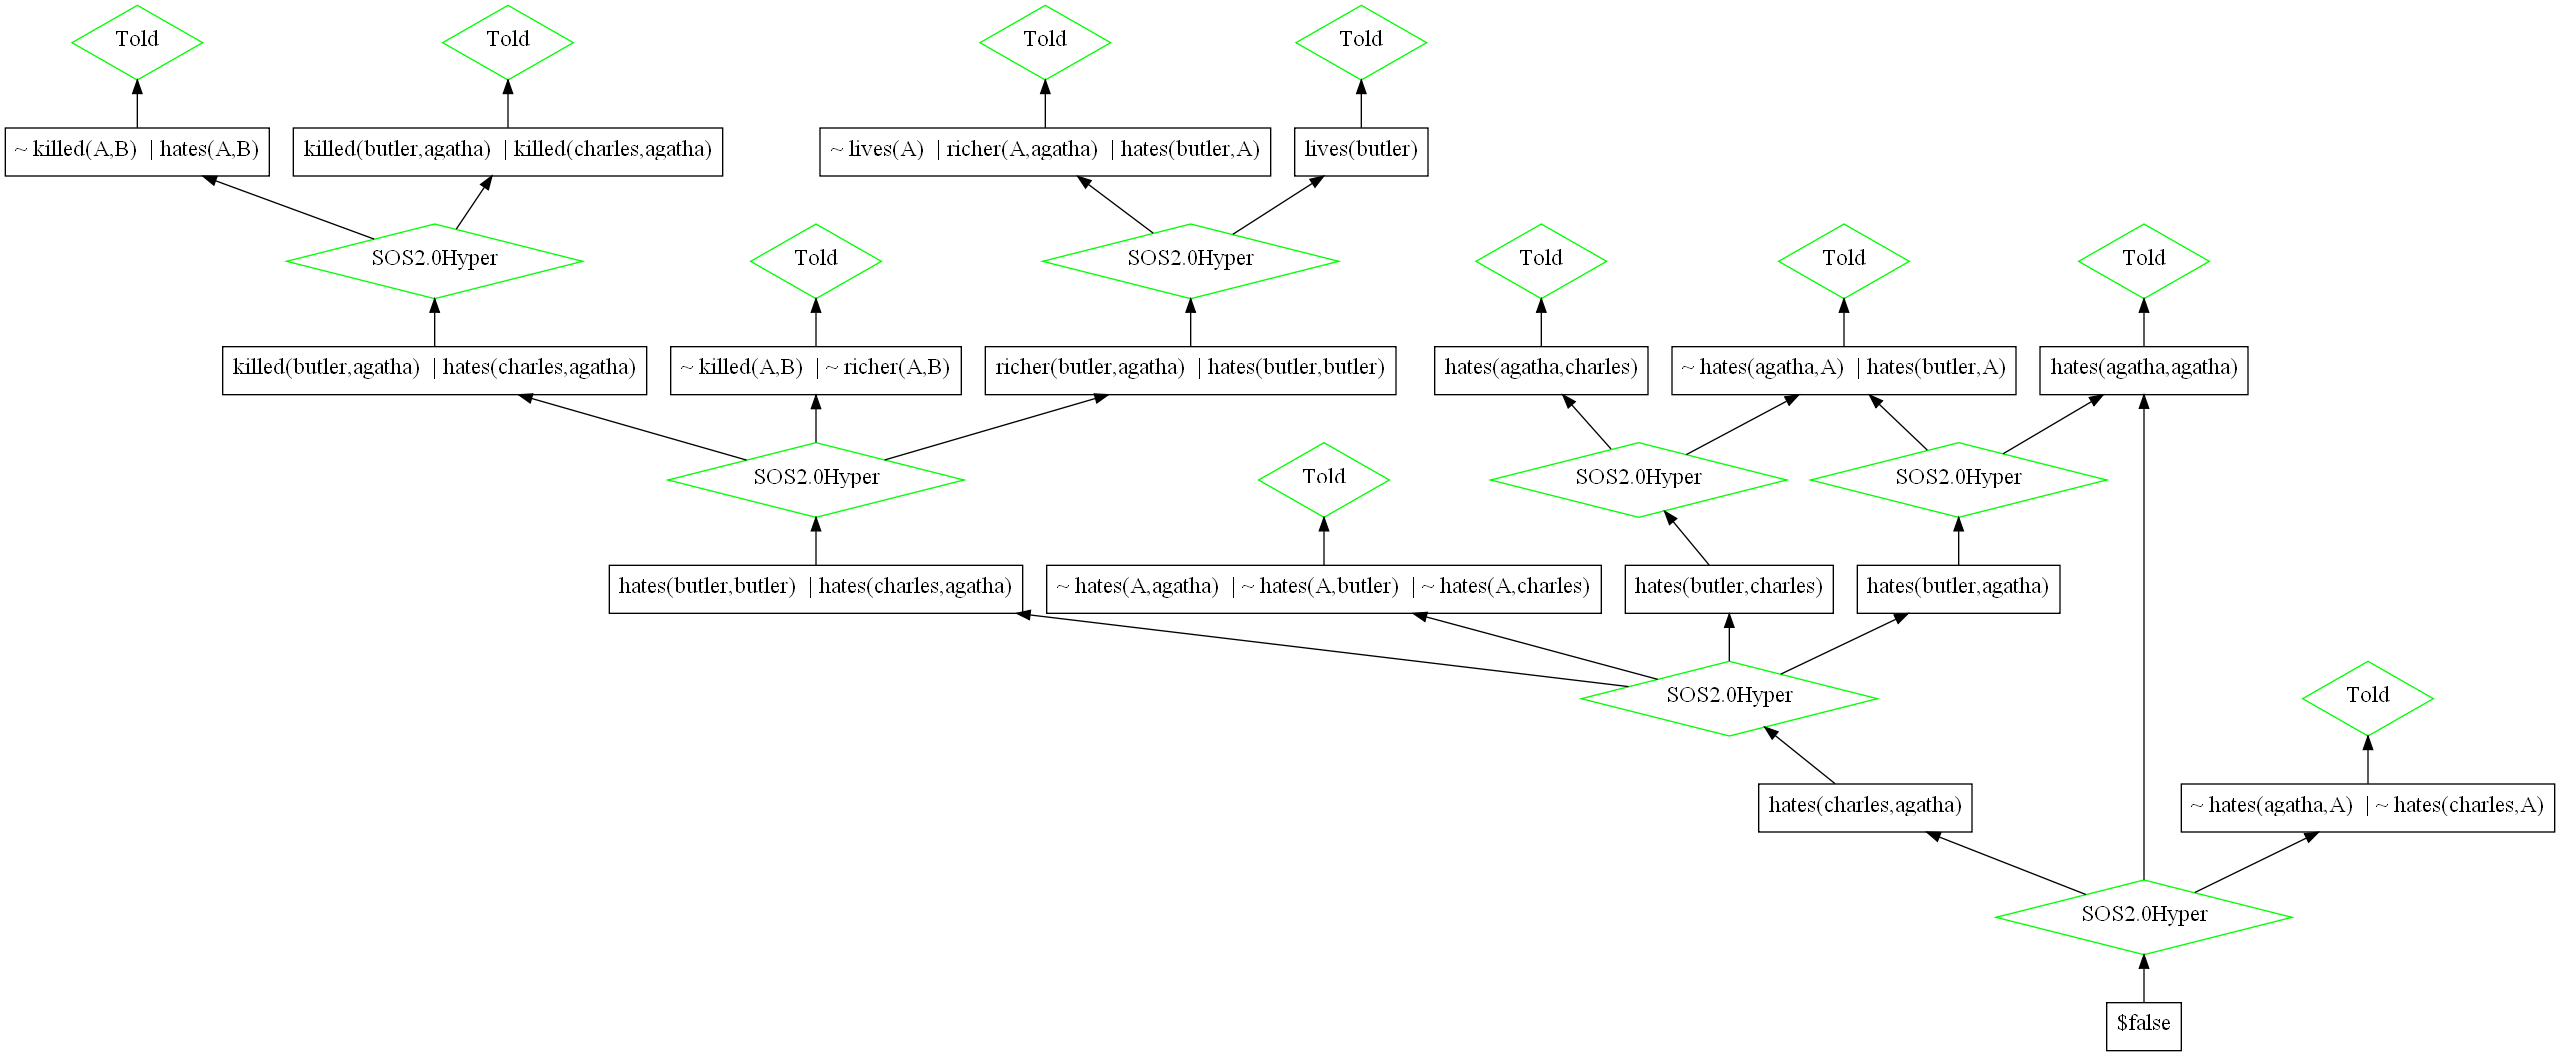 Told
Told
Told
Told
~ killed(A,B) | hates(A,B)
killed(butler,agatha) | killed(charles,agatha)
~ lives(A) | richer(A,agatha) | hates(butler,A)
lives(butler)
SOS2.0Hyper
Told
SOS2.0Hyper
Told
Told
Told
killed(butler,agatha) | hates(charles,agatha)
~ killed(A,B) | ~ richer(A,B)
richer(butler,agatha) | hates(butler,butler)
hates(agatha,charles)
~ hates(agatha,A) | hates(butler,A)
hates(agatha,agatha)
SOS2.0Hyper
Told
SOS2.0Hyper
SOS2.0Hyper
hates(butler,butler) | hates(charles,agatha)
~ hates(A,agatha) | ~ hates(A,butler) | ~ hates(A,charles)
hates(butler,charles)
hates(butler,agatha)
SOS2.0Hyper
Told
hates(charles,agatha)
~ hates(agatha,A) | ~ hates(charles,A)
SOS2.0Hyper
$false